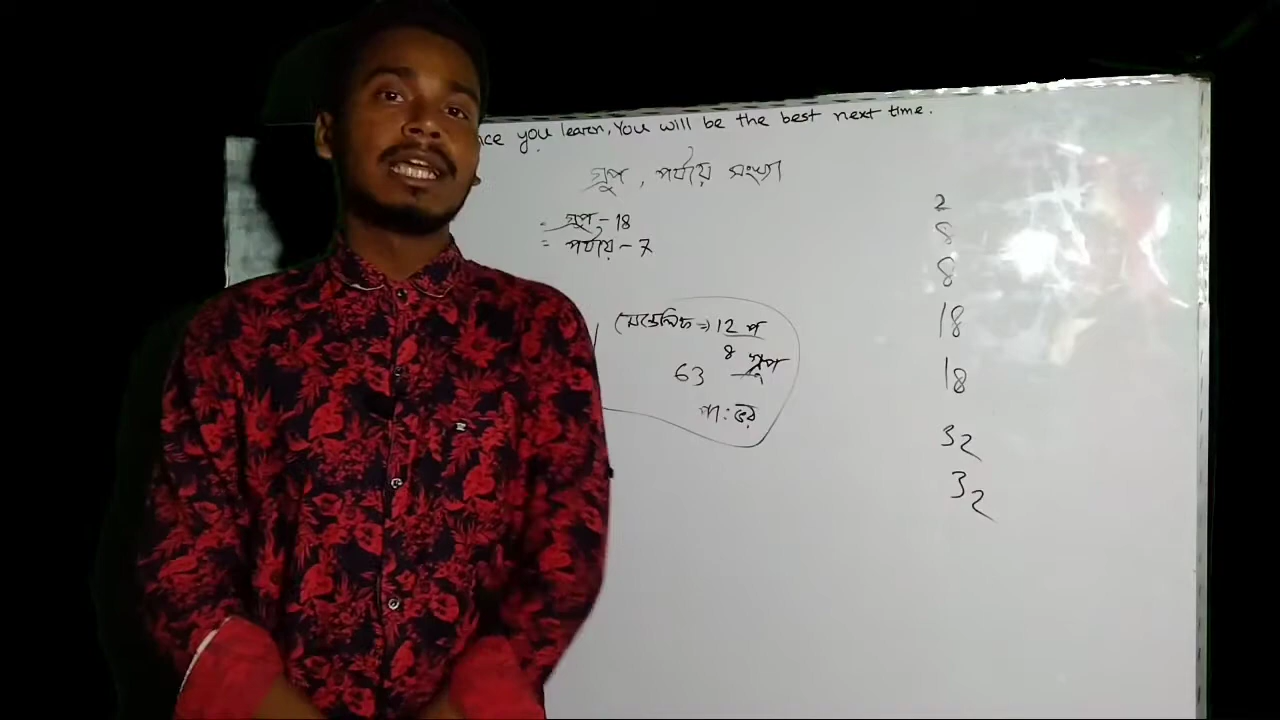 nce you learn, You will be the best next time.
গ্রুপ, পর্যায় সংখ্যা
= গ্রুপ - 18
= পর্যায় - 7
মেন্ডেলিফ => 12 প
8 গ্রুপ
63
পা: ভর
2
8
8
18
18
32
32